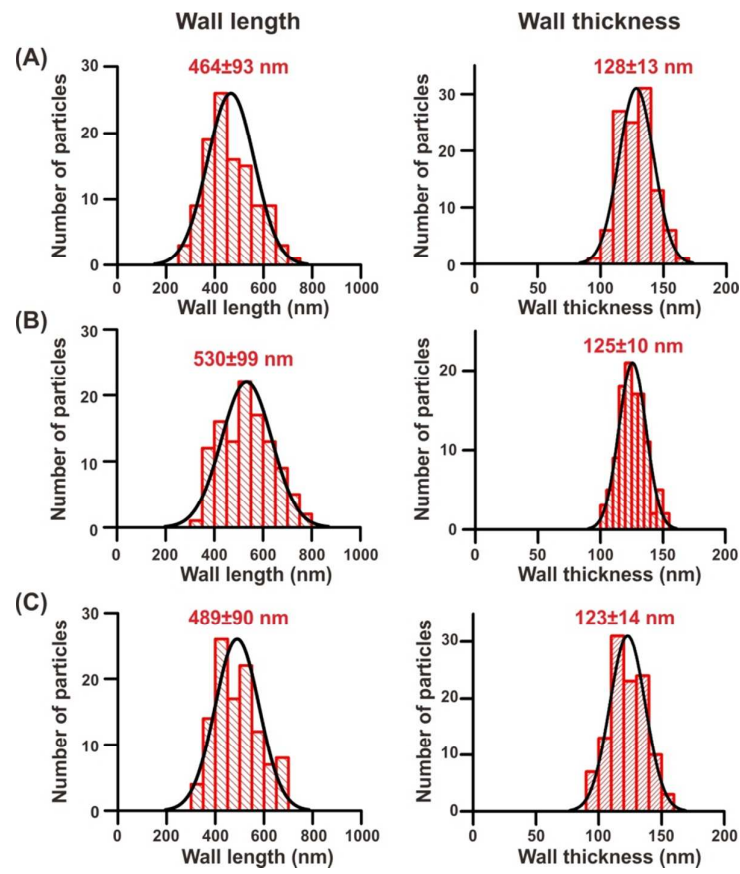 Wall length
Wall thickness
(A)
464±93 nm
Number of particles
30
20
10
0
0 200 400 600 800 1000
Wall length (nm)
128±13 nm
Number of particles
30
20
10
0
0 50 100 150 200
Wall thickness (nm)
(B)
530±99 nm
Number of particles
30
20
10
0
0 200 400 600 800 1000
Wall length (nm)
125±10 nm
Number of particles
20
10
0
0 50 100 150 200
Wall thickness (nm)
(C)
489±90 nm
Number of particles
30
20
10
0
0 200 400 600 800 1000
Wall length (nm)
123±14 nm
Number of particles
30
20
10
0
0 50 100 150 200
Wall thickness (nm)